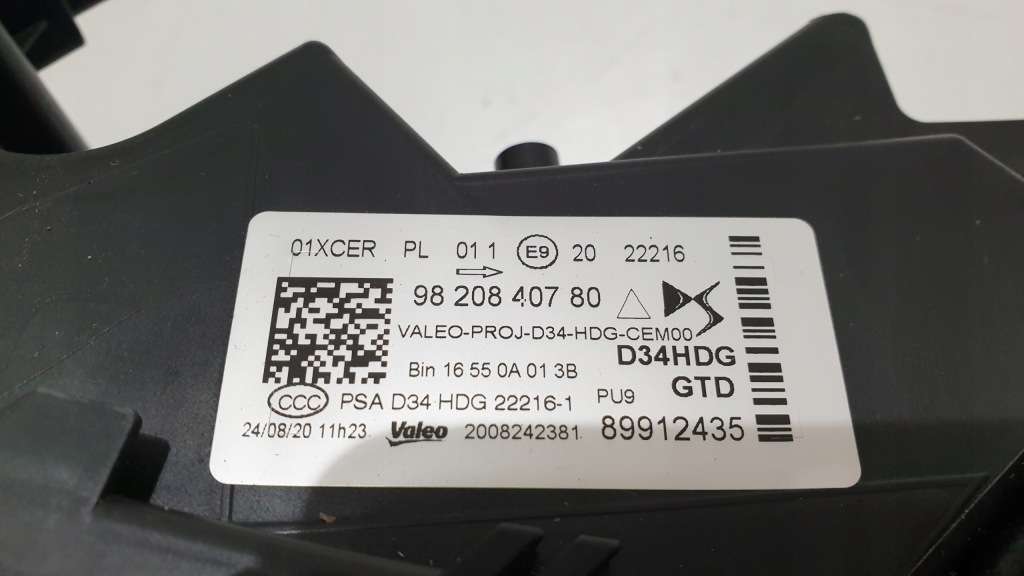 01XCER PL 01 1 E9 20 22216
98 208 407 80
VALEO-PROJ-D34-HDG-CEM00
D34HDG
Bin 16 55 0A 01 3B
GTD
CCC PSA D34 HDG 22216-1 PU9
24/08/20 11h23 Valeo 2008242381 89912435